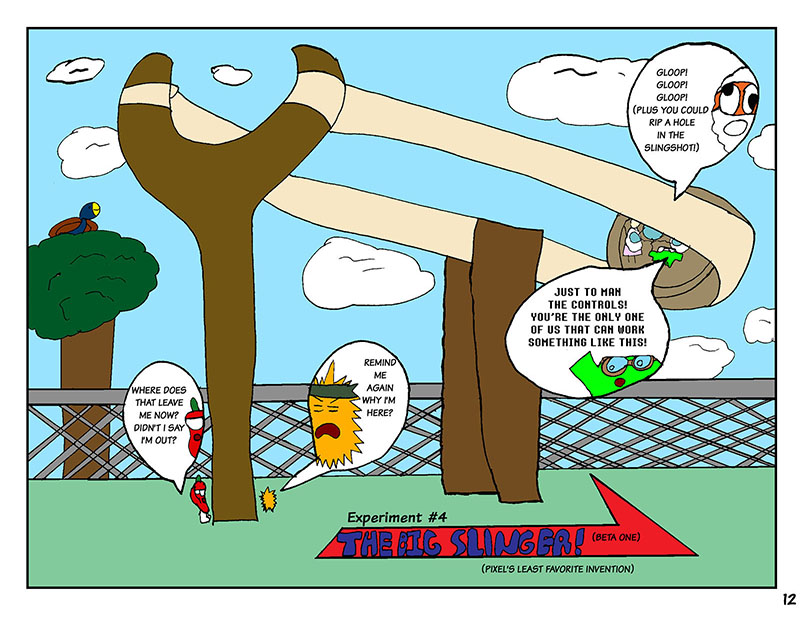 GLOOP!
GLOOP!
GLOOP!
(PLUS YOU COULD
RIP A HOLE
IN THE
SLINGSHOT!)
JUST TO MAN
THE CONTROLS!
YOU'RE THE ONLY ONE
OF US THAT CAN WORK
SOMETHING LIKE THIS!
REMIND
ME
AGAIN
WHY I'M
HERE?
WHERE DOES
THAT LEAVE
ME NOW?
DIDN'T I SAY
I'M OUT?
Experiment #4
THE BIG SLINGER! (BETA ONE)
(PIXEL'S LEAST FAVORITE INVENTION)
12